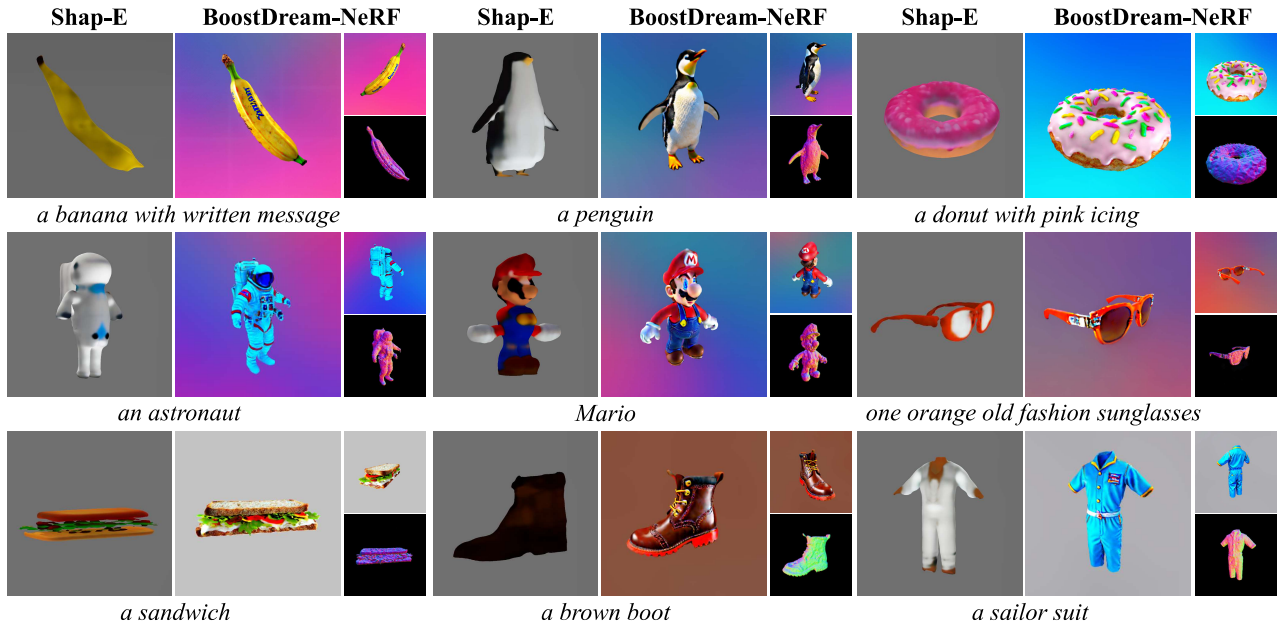 Shap-E BoostDream-NeRF Shap-E BoostDream-NeRF Shap-E BoostDream-NeRF
a banana with written message a penguin a donut with pink icing
M
an astronaut Mario one orange old fashion sunglasses
a sandwich a brown boot a sailor suit